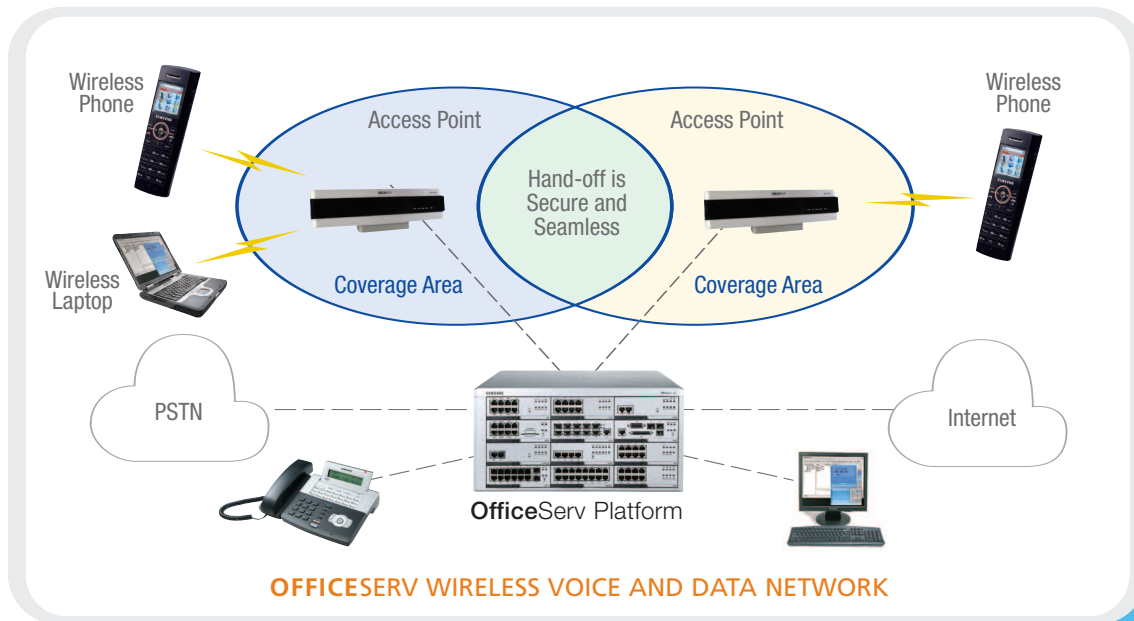 Wireless
Phone
Access Point
Access Point
Wireless
Phone
Hand-off is
Secure and
Seamless
Wireless
Laptop
Coverage Area
Coverage Area
PSTN
Internet
SAMSUNG
OfficeServ Platform
OFFICESERV WIRELESS VOICE AND DATA NETWORK